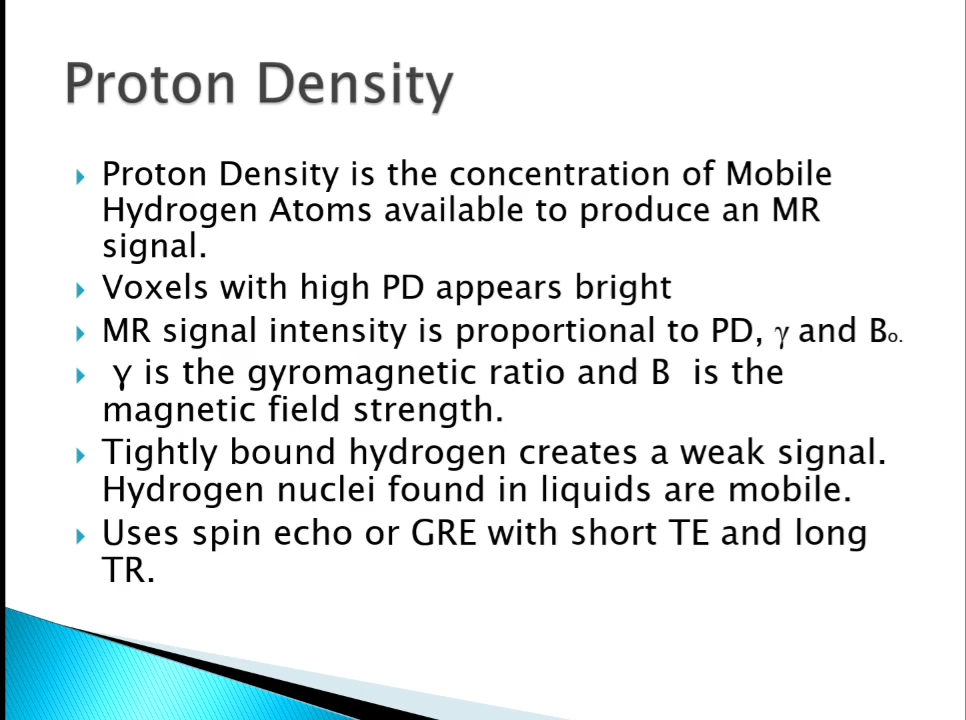 Proton Density
Proton Density is the concentration of Mobile
Hydrogen Atoms available to produce an MR
signal.
Voxels with high PD appears bright
MR signal intensity is proportional to PD, γ and Bo.
γ is the gyromagnetic ratio and B is the
magnetic field strength.
Tightly bound hydrogen creates a weak signal.
Hydrogen nuclei found in liquids are mobile.
Uses spin echo or GRE with short TE and long
TR.